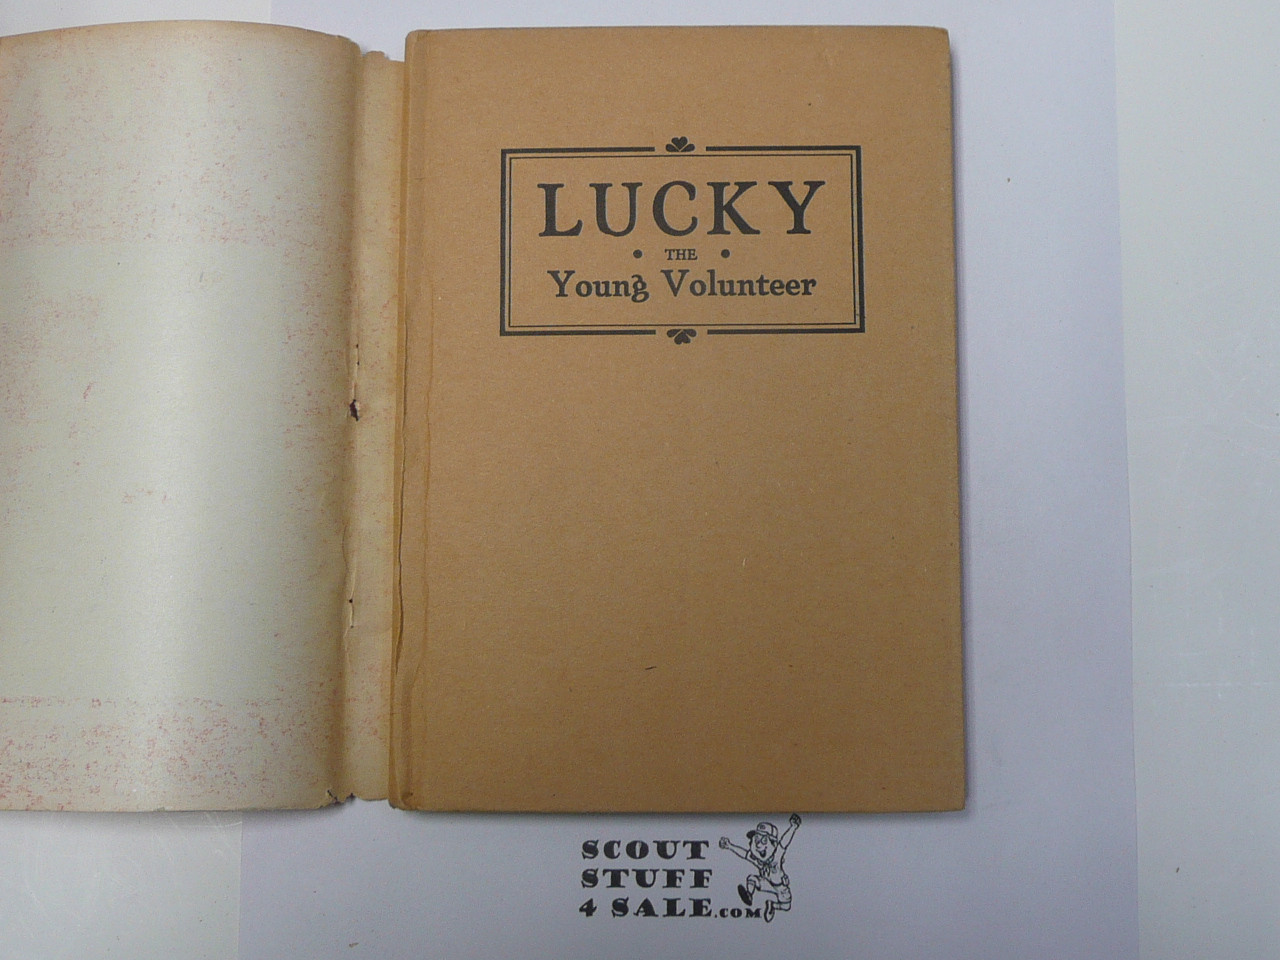 LUCKY
• THE •
Young Volunteer
SCOUT
STUFF
4 SALE.COM